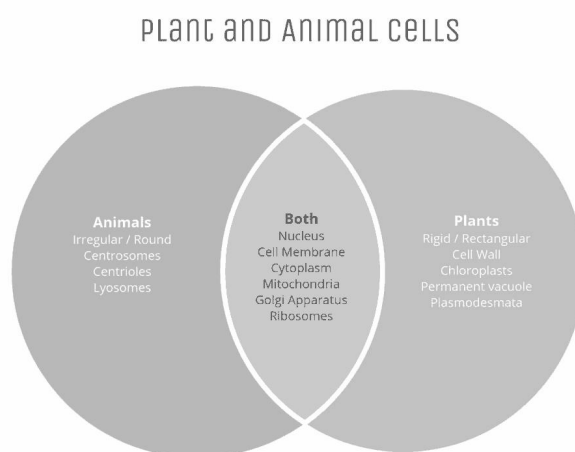 Plant and Animal Cells
Animals
Irregular / Round
Centrosomes
Centrioles
Lyosomes
Both
Nucleus
Cell Membrane
Cytoplasm
Mitochondria
Golgi Apparatus
Ribosomes
Plants
Rigid / Rectangular
Cell Wall
Chloroplasts
Permanent vacuole
Plasmodesmata